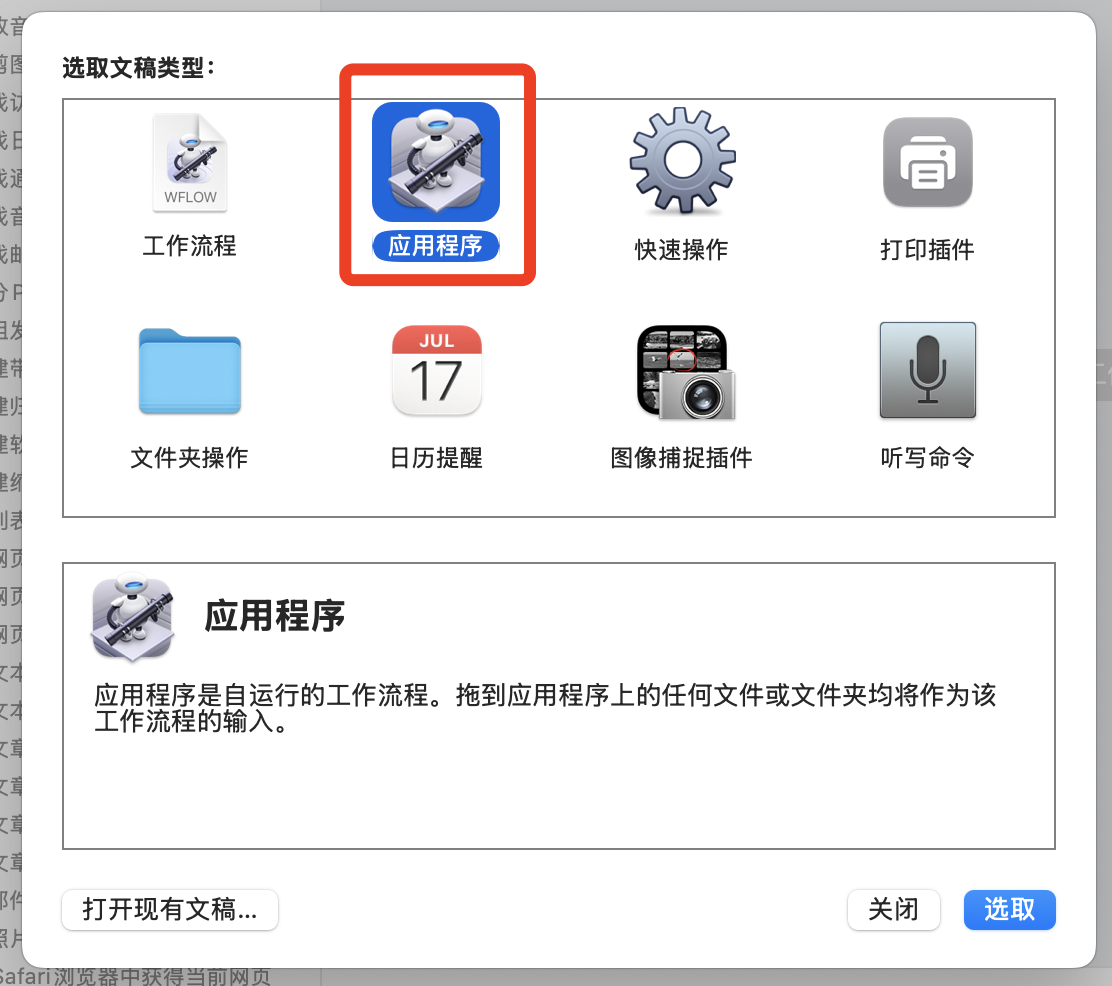 选取文稿类型：
WFLOW
工作流程
应用程序
快速操作
打印插件
文件夹操作
JUL
17
日历提醒
图像捕捉插件
听写命令
应用程序
应用程序是自运行的工作流程。拖到应用程序上的任何文件或文件夹均将作为该
工作流程的输入。
打开现有文稿...
关闭
选取
Safari浏览器中获得当前网页